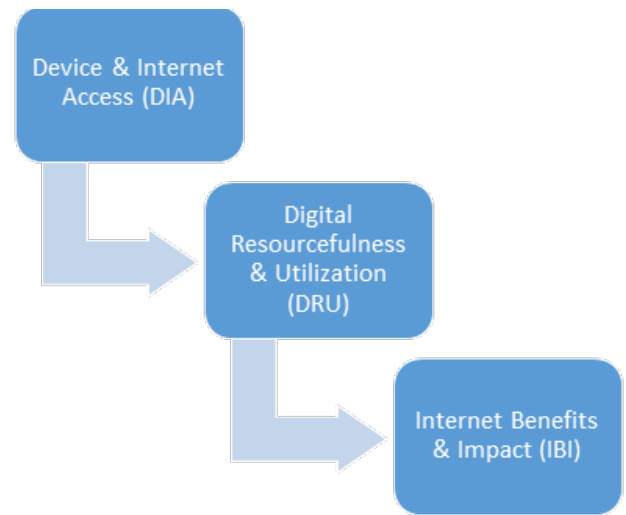 Device & Internet
Access (DIA)
Digital
Resourcefulness
& Utilization
(DRU)
Internet Benefits
& Impact (IBI)